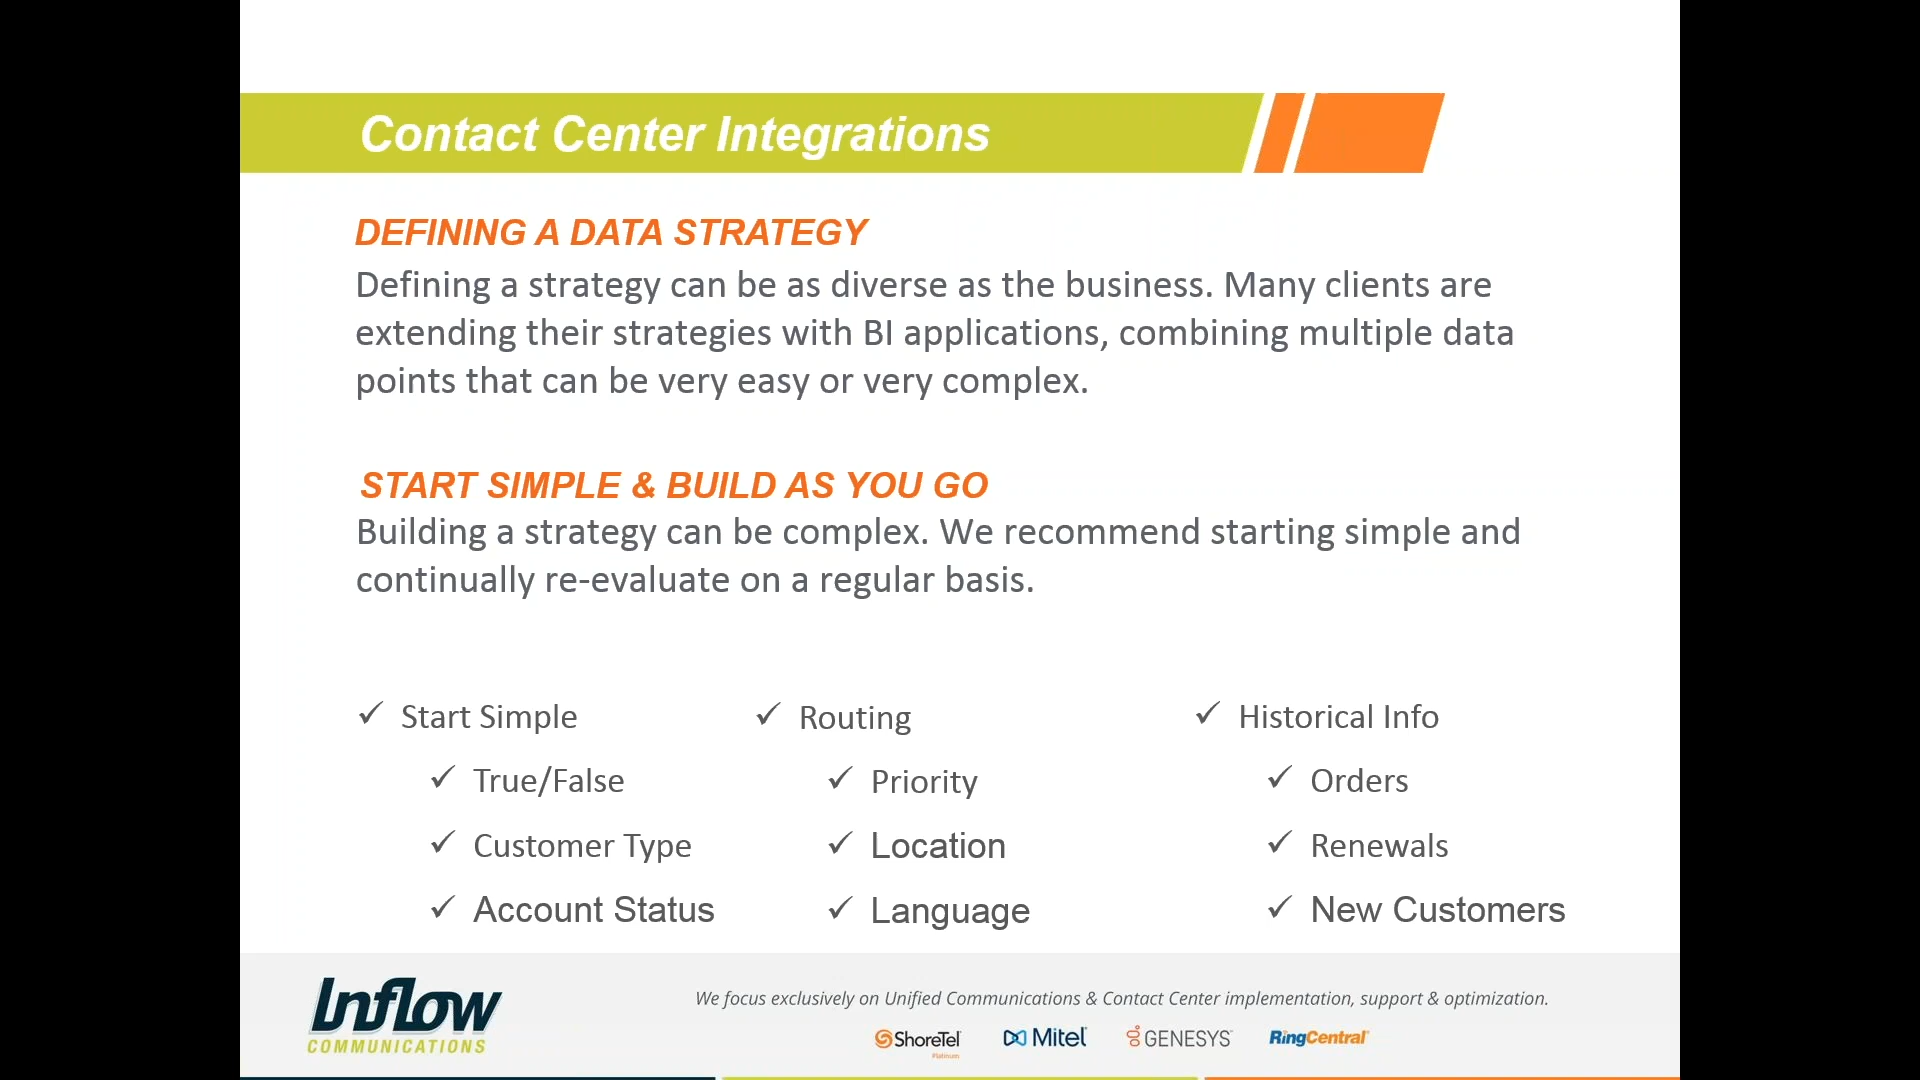 Contact Center Integrations
DEFINING A DATA STRATEGY
Defining a strategy can be as diverse as the business. Many clients are
extending their strategies with BI applications, combining multiple data
points that can be very easy or very complex.
START SIMPLE & BUILD AS YOU GO
Building a strategy can be complex. We recommend starting simple and
continually re-evaluate on a regular basis.
✓ Start Simple
✓ True/False
✓ Customer Type
✓ Account Status
✓ Routing
✓ Priority
✓ Location
✓ Language
✓ Historical Info
✓ Orders
✓ Renewals
✓ New Customers
Inflow
COMMUNICATIONS
We focus exclusively on Unified Communications & Contact Center implementation, support & optimization.
ShoreTel
Platinum
Mitel
GENESYS
RingCentral